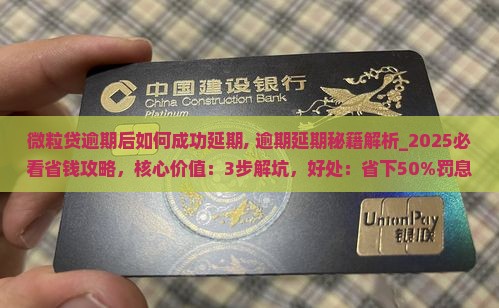 中国建设银行
China Construction Bank
Platinum
微粒贷逾期后如何成功延期, 逾期延期秘籍解析_2025必
看省钱攻略，核心价值：3步解坑，好处：省下50%罚息
UnionPay
银联